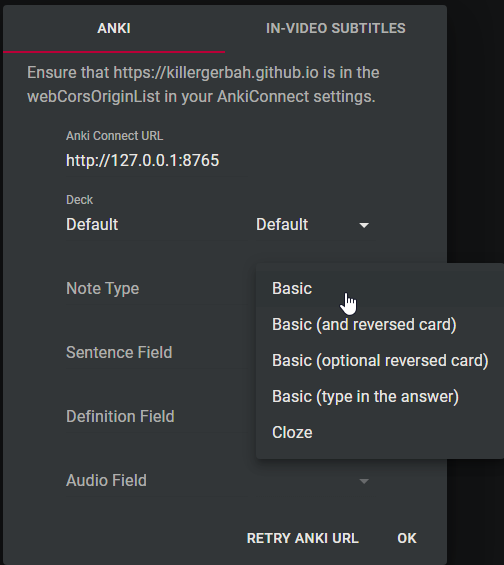 ANKI
IN-VIDEO SUBTITLES
Ensure that https://killergerbah.github.io is in the
webCorsOriginList in your AnkiConnect settings.
Anki Connect URL
http://127.0.0.1:8765
Deck
Default
Default
Note Type
Basic
Basic (and reversed card)
Sentence Field
Basic (optional reversed card)
Basic (type in the answer)
Definition Field
Cloze
Audio Field
RETRY ANKI URL
OK